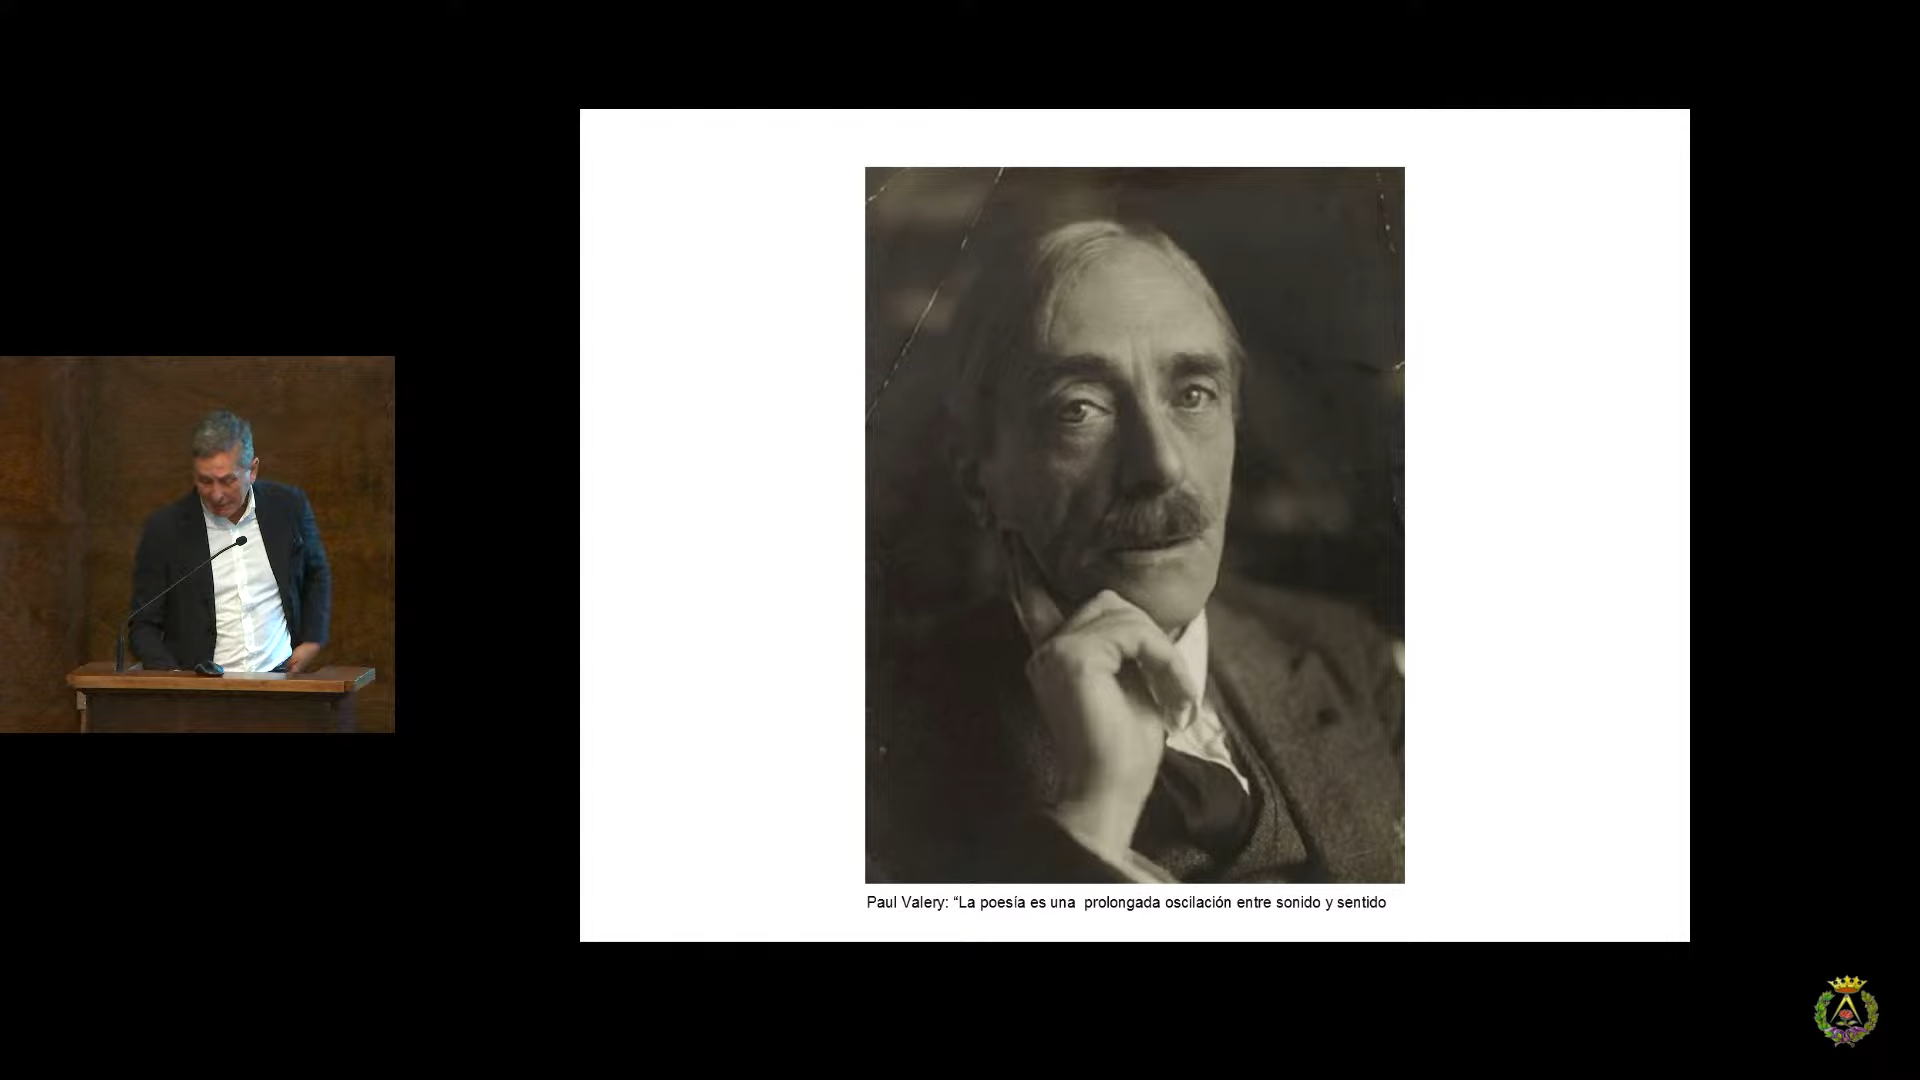 Paul Valery: “La poesía es una  prolongada oscilación entre sonido y sentido